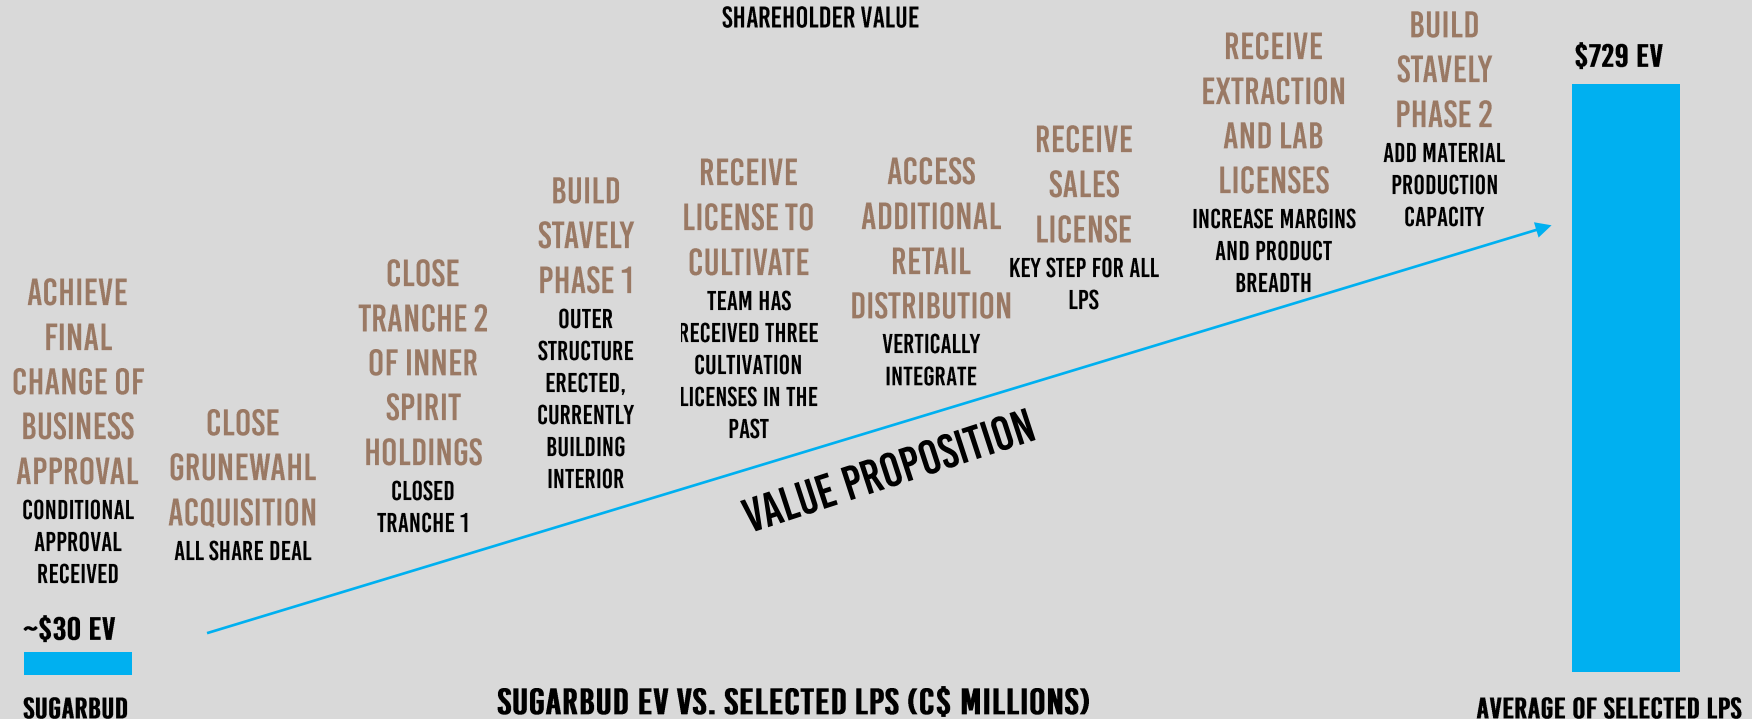 SHAREHOLDER VALUE
ACHIEVE
FINAL
CHANGE OF
BUSINESS
APPROVAL
CONDITIONAL
APPROVAL
RECEIVED
~$30 EV
SUGARBUD
CLOSE
GRUNEWAHL
ACQUISITION
ALL SHARE DEAL
CLOSE
TRANCHE 2
OF INNER
SPIRIT
HOLDINGS
CLOSED
TRANCHE 1
BUILD
STAVELY
PHASE 1
OUTER
STRUCTURE
ERECTED,
CURRENTLY
BUILDING
INTERIOR
RECEIVE
LICENSE TO
CULTIVATE
TEAM HAS
RECEIVED THREE
CULTIVATION
LICENSES IN THE
PAST
ACCESS
ADDITIONAL
RETAIL
DISTRIBUTION
VERTICALLY
INTEGRATE
RECEIVE
SALES
LICENSE
KEY STEP FOR ALL
LPS
RECEIVE
EXTRACTION
AND LAB
LICENSES
INCREASE MARGINS
AND PRODUCT
BREADTH
BUILD
STAVELY
PHASE 2
ADD MATERIAL
PRODUCTION
CAPACITY
$729 EV
AVERAGE OF SELECTED LPS
VALUE PROPOSITION
SUGARBUD EV VS. SELECTED LPS (C$ MILLIONS)